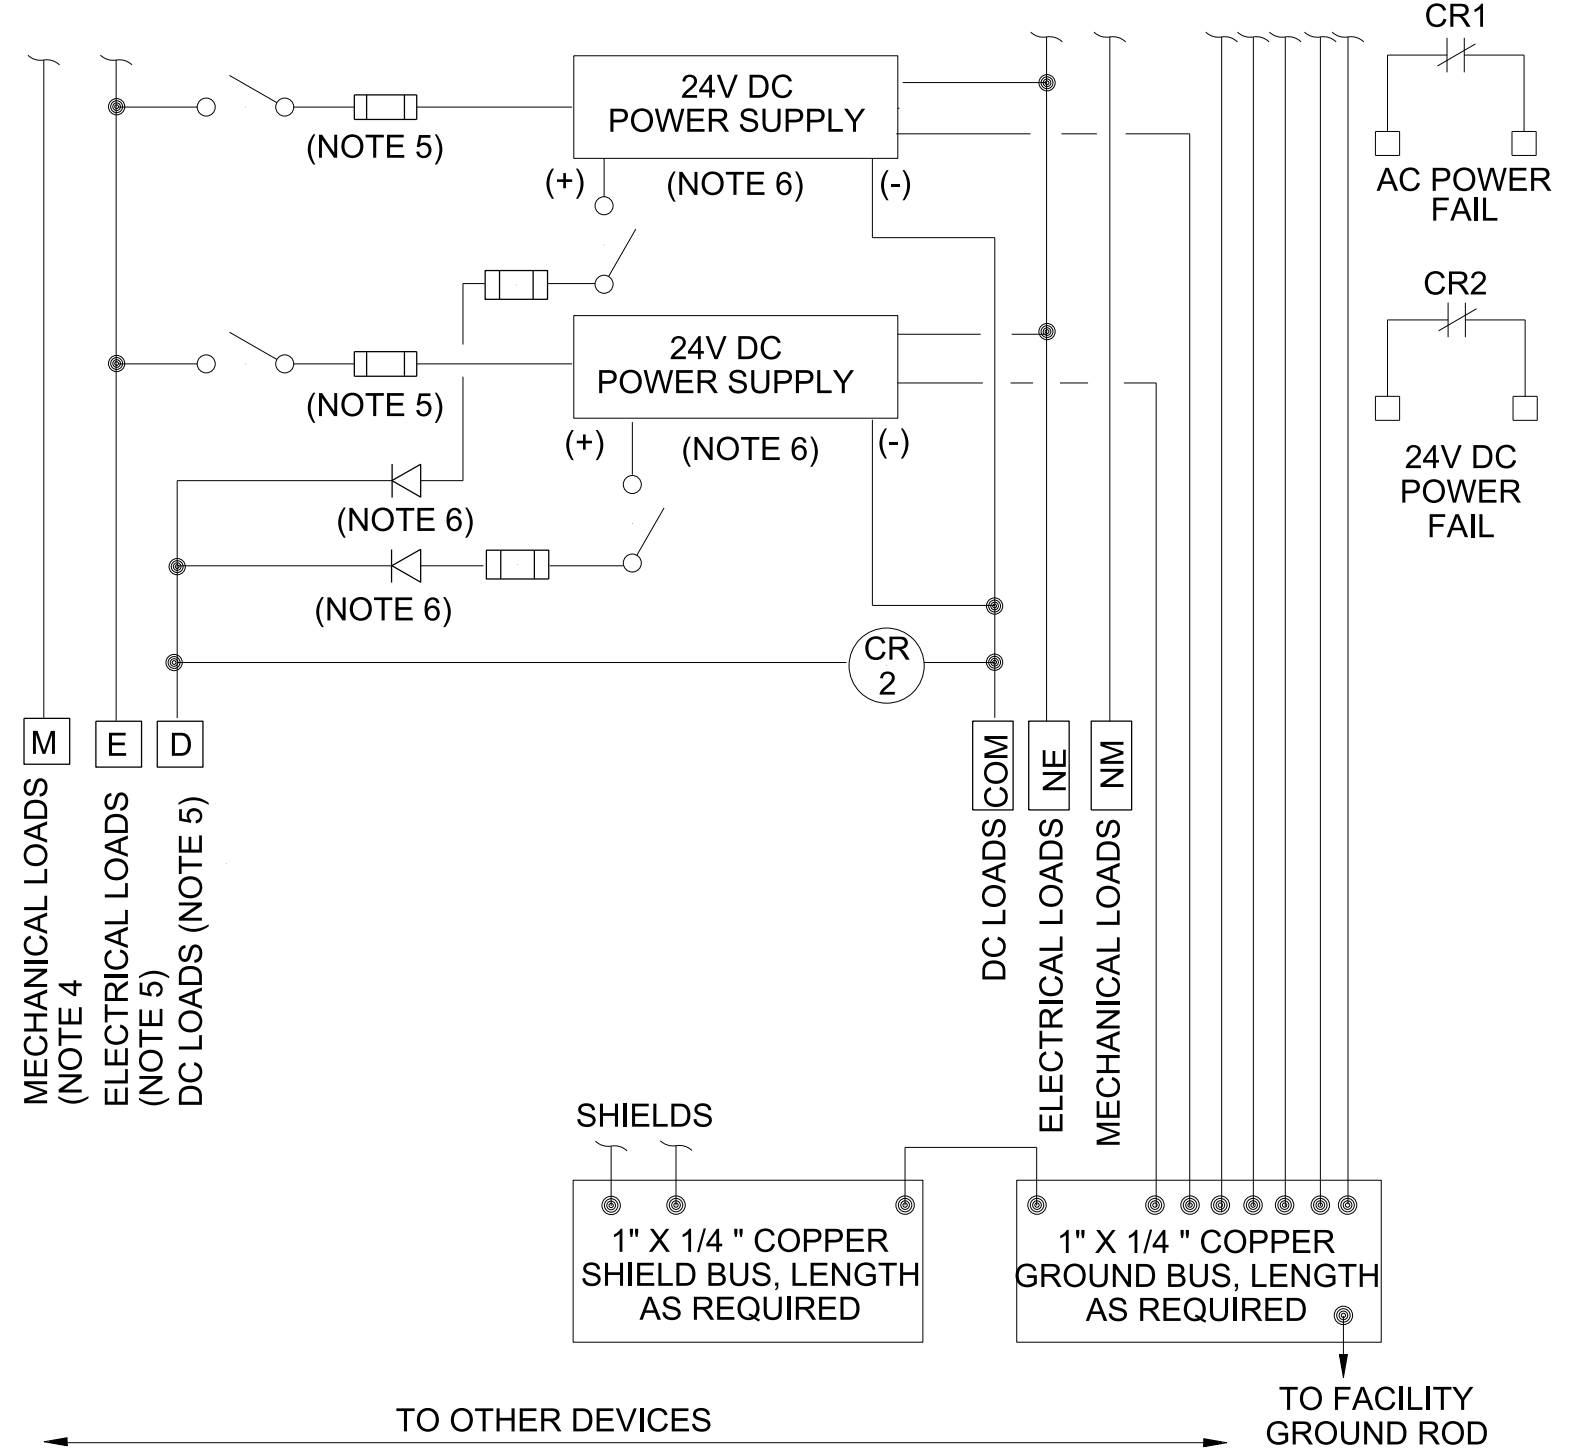 CR1
24V DC
POWER SUPPLY
(NOTE 5)
(+)
(NOTE 6)
(-)
AC POWER
FAIL
CR2
24V DC
POWER SUPPLY
(NOTE 5)
(+)
(NOTE 6)
(-)
24V DC
POWER
FAIL
(NOTE 6)
(NOTE 6)
CR
2
M
E
D
COM
NE
NM
MECHANICAL LOADS
(NOTE 4
ELECTRICAL LOADS
(NOTE 5)
DC LOADS (NOTE 5)
DC LOADS
ELECTRICAL LOADS
MECHANICAL LOADS
SHIELDS
1" X 1/4 " COPPER
SHIELD BUS, LENGTH
AS REQUIRED
1" X 1/4 " COPPER
GROUND BUS, LENGTH
AS REQUIRED
TO OTHER DEVICES
TO FACILITY
GROUND ROD